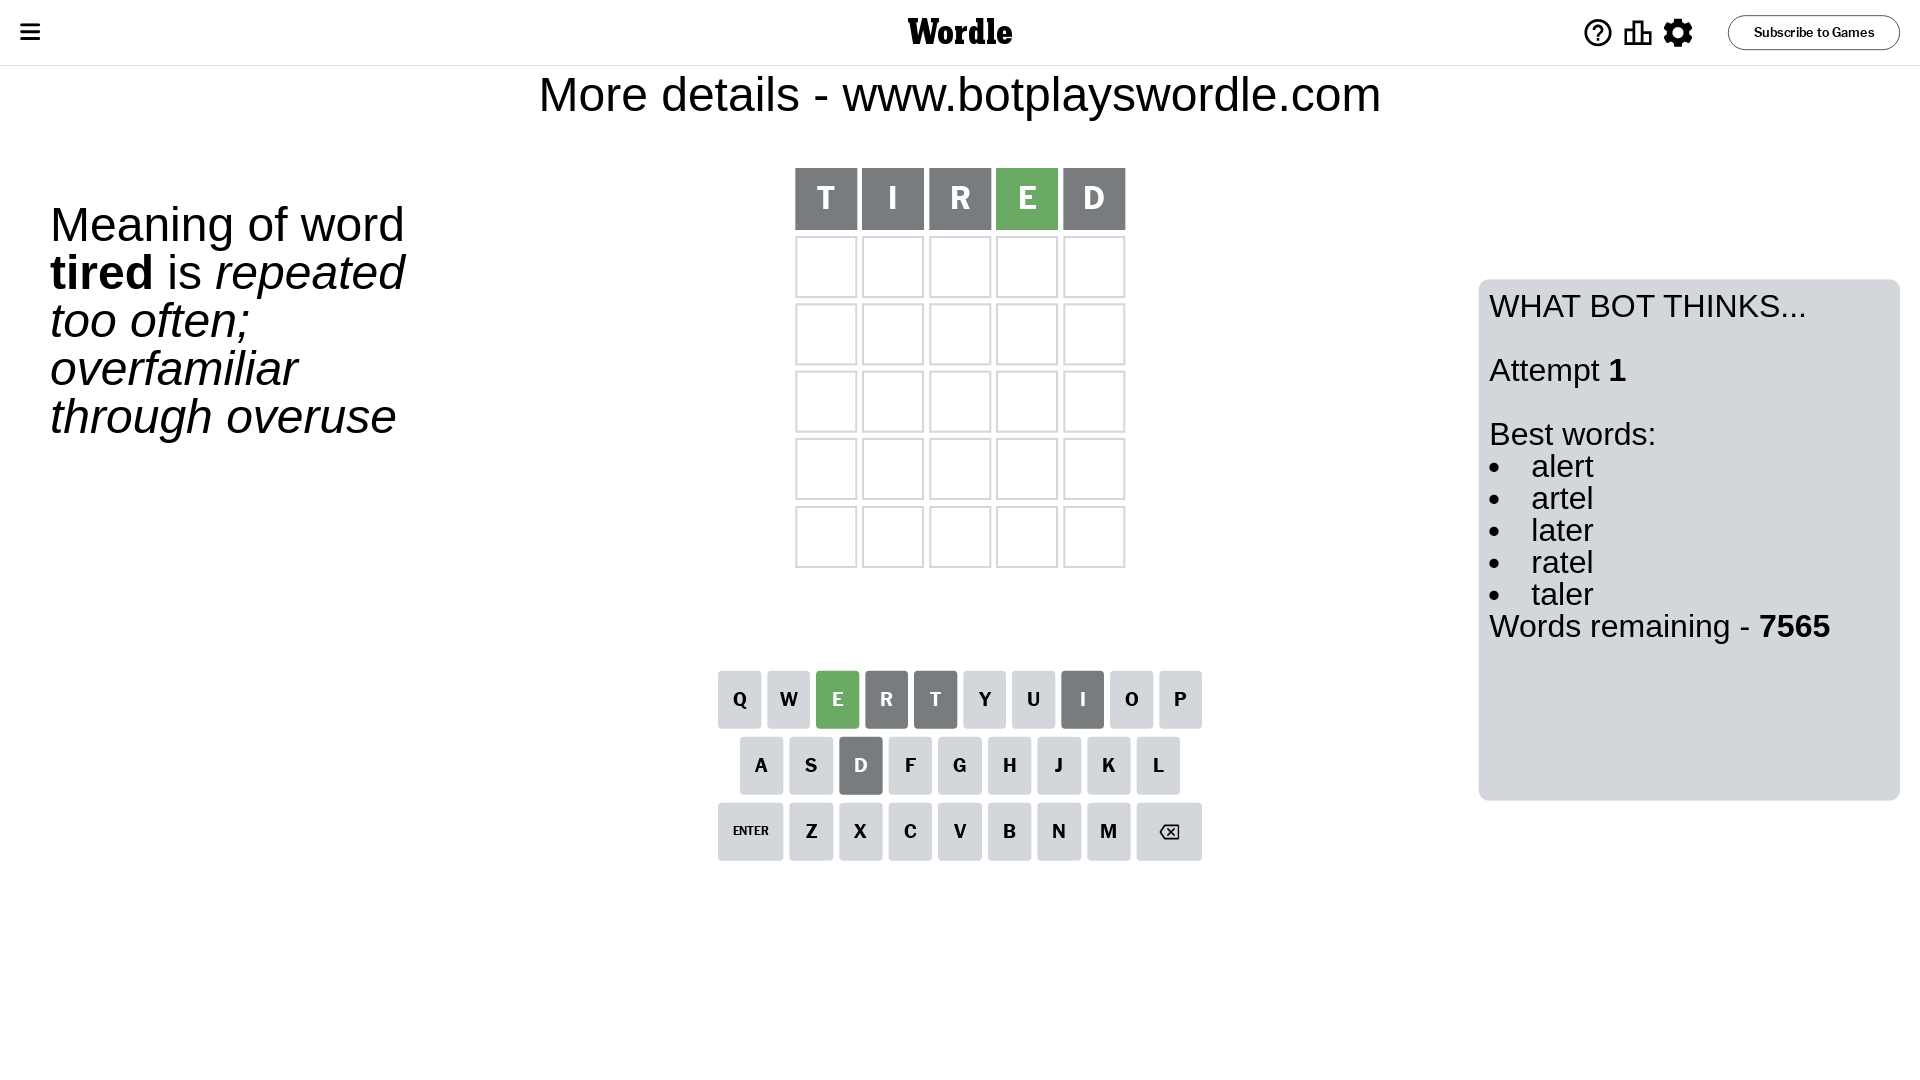 Wordle
Subscribe to Games
More details - www.botplayswordle.com
Meaning of word
tired is repeated
too often;
overfamiliar
through overuse
T I R E D
WHAT BOT THINKS...
Attempt 1
Best words:
• alert
• artel
• later
• ratel
• taler
Words remaining - 7565
Q W E R T Y U I O P
A S D F G H J K L
ENTER Z X C V B N M